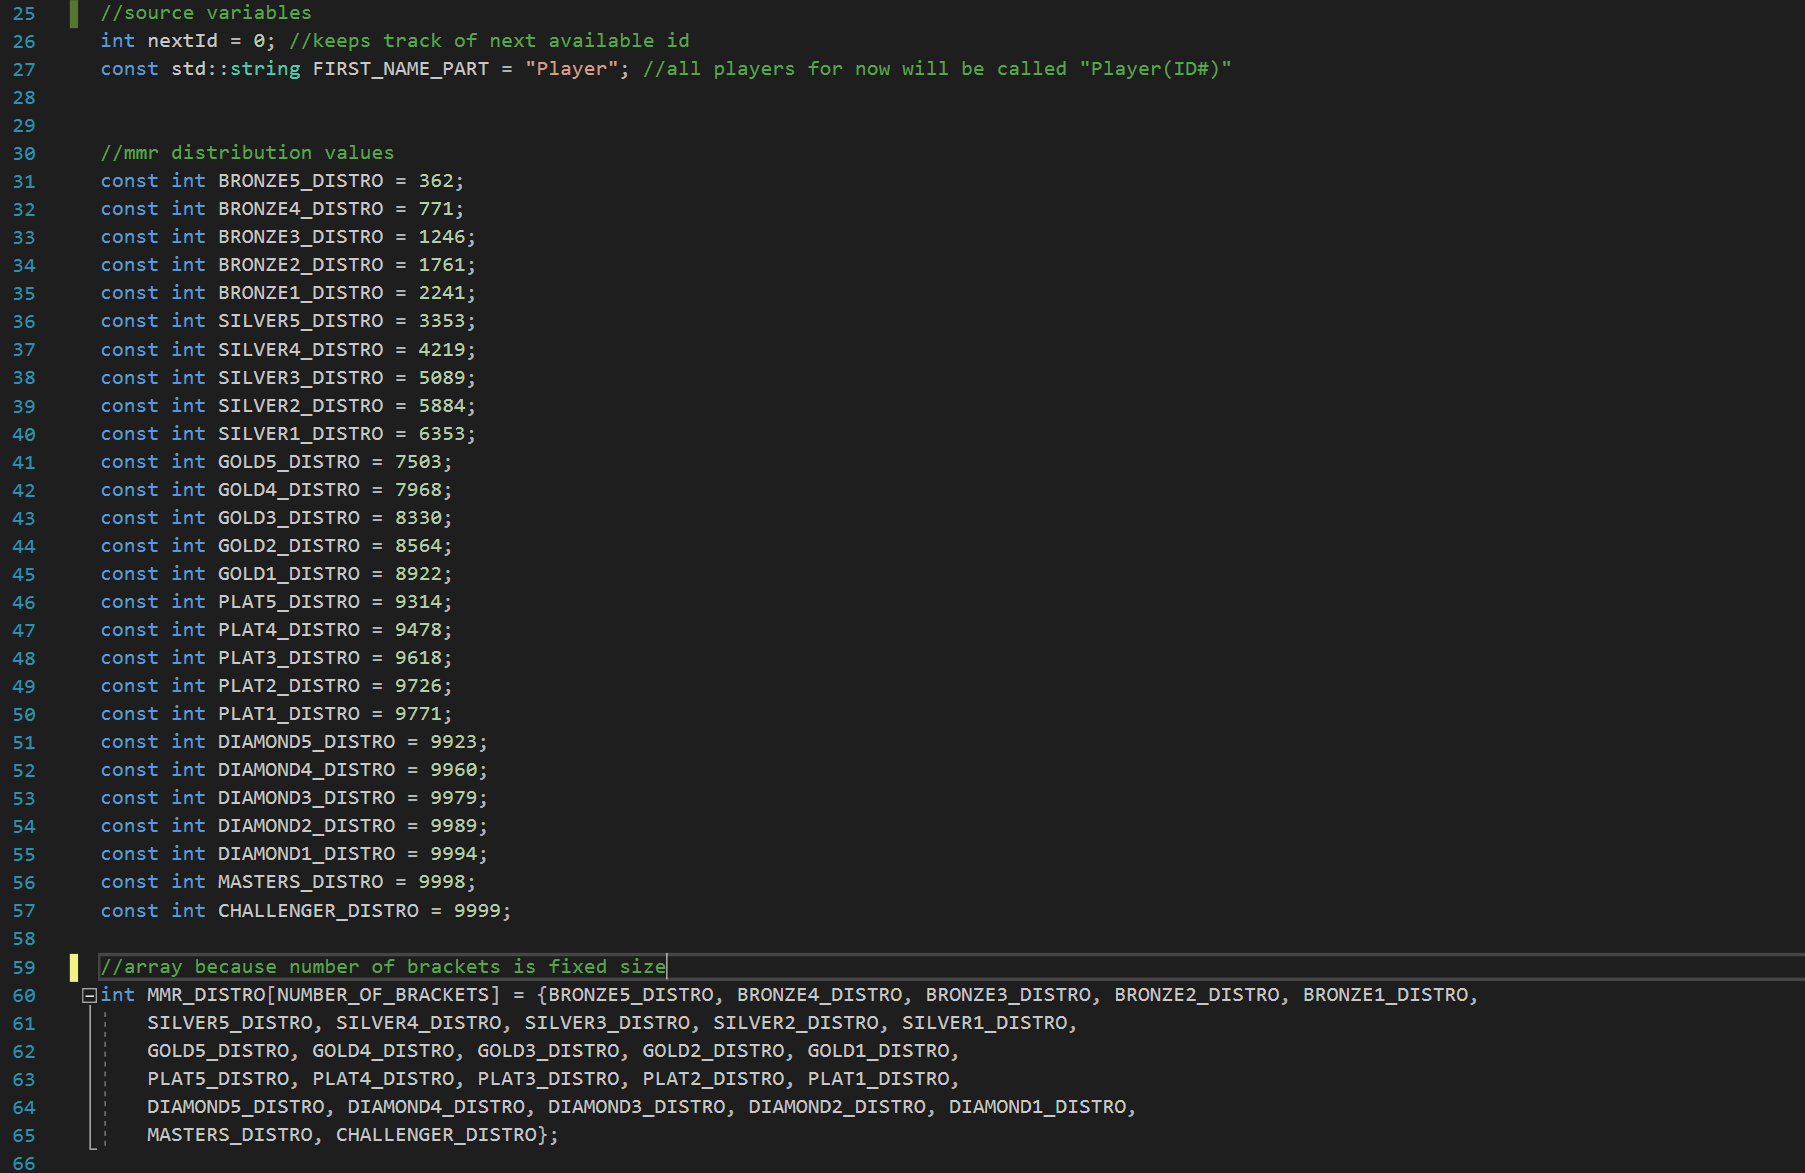 25 //source variables
26 int nextId = 0; //keeps track of next available id
27 const std::string FIRST_NAME_PART = "Player"; //all players for now will be called "Player(ID#)"
28
29
30 //mmr distribution values
31 const int BRONZE5_DISTRO = 362;
32 const int BRONZE4_DISTRO = 771;
33 const int BRONZE3_DISTRO = 1246;
34 const int BRONZE2_DISTRO = 1761;
35 const int BRONZE1_DISTRO = 2241;
36 const int SILVER5_DISTRO = 3353;
37 const int SILVER4_DISTRO = 4219;
38 const int SILVER3_DISTRO = 5089;
39 const int SILVER2_DISTRO = 5884;
40 const int SILVER1_DISTRO = 6353;
41 const int GOLD5_DISTRO = 7503;
42 const int GOLD4_DISTRO = 7968;
43 const int GOLD3_DISTRO = 8330;
44 const int GOLD2_DISTRO = 8564;
45 const int GOLD1_DISTRO = 8922;
46 const int PLAT5_DISTRO = 9314;
47 const int PLAT4_DISTRO = 9478;
48 const int PLAT3_DISTRO = 9618;
49 const int PLAT2_DISTRO = 9726;
50 const int PLAT1_DISTRO = 9771;
51 const int DIAMOND5_DISTRO = 9923;
52 const int DIAMOND4_DISTRO = 9960;
53 const int DIAMOND3_DISTRO = 9979;
54 const int DIAMOND2_DISTRO = 9989;
55 const int DIAMOND1_DISTRO = 9994;
56 const int MASTERS_DISTRO = 9998;
57 const int CHALLENGER_DISTRO = 9999;
58
59 //array because number of brackets is fixed size
60 int MMR_DISTRO[NUMBER_OF_BRACKETS] = {BRONZE5_DISTRO, BRONZE4_DISTRO, BRONZE3_DISTRO, BRONZE2_DISTRO, BRONZE1_DISTRO,
61 SILVER5_DISTRO, SILVER4_DISTRO, SILVER3_DISTRO, SILVER2_DISTRO, SILVER1_DISTRO,
62 GOLD5_DISTRO, GOLD4_DISTRO, GOLD3_DISTRO, GOLD2_DISTRO, GOLD1_DISTRO,
63 PLAT5_DISTRO, PLAT4_DISTRO, PLAT3_DISTRO, PLAT2_DISTRO, PLAT1_DISTRO,
64 DIAMOND5_DISTRO, DIAMOND4_DISTRO, DIAMOND3_DISTRO, DIAMOND2_DISTRO, DIAMOND1_DISTRO,
65 MASTERS_DISTRO, CHALLENGER_DISTRO};
66